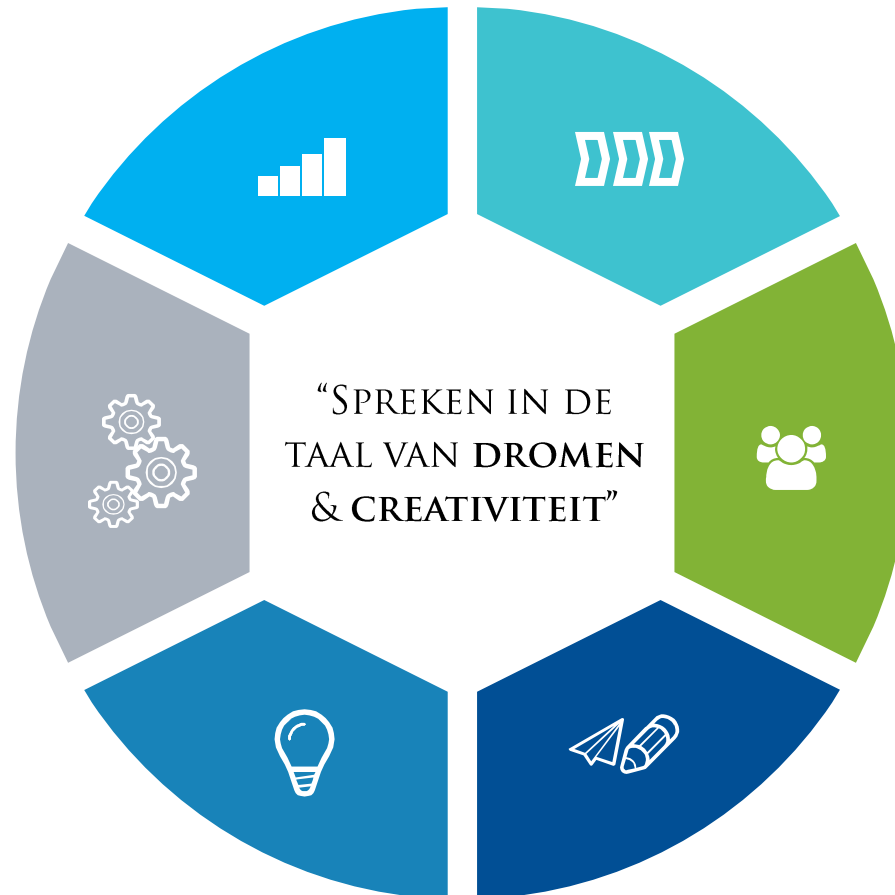 “Spreken in de
taal van dromen
& creativiteit”